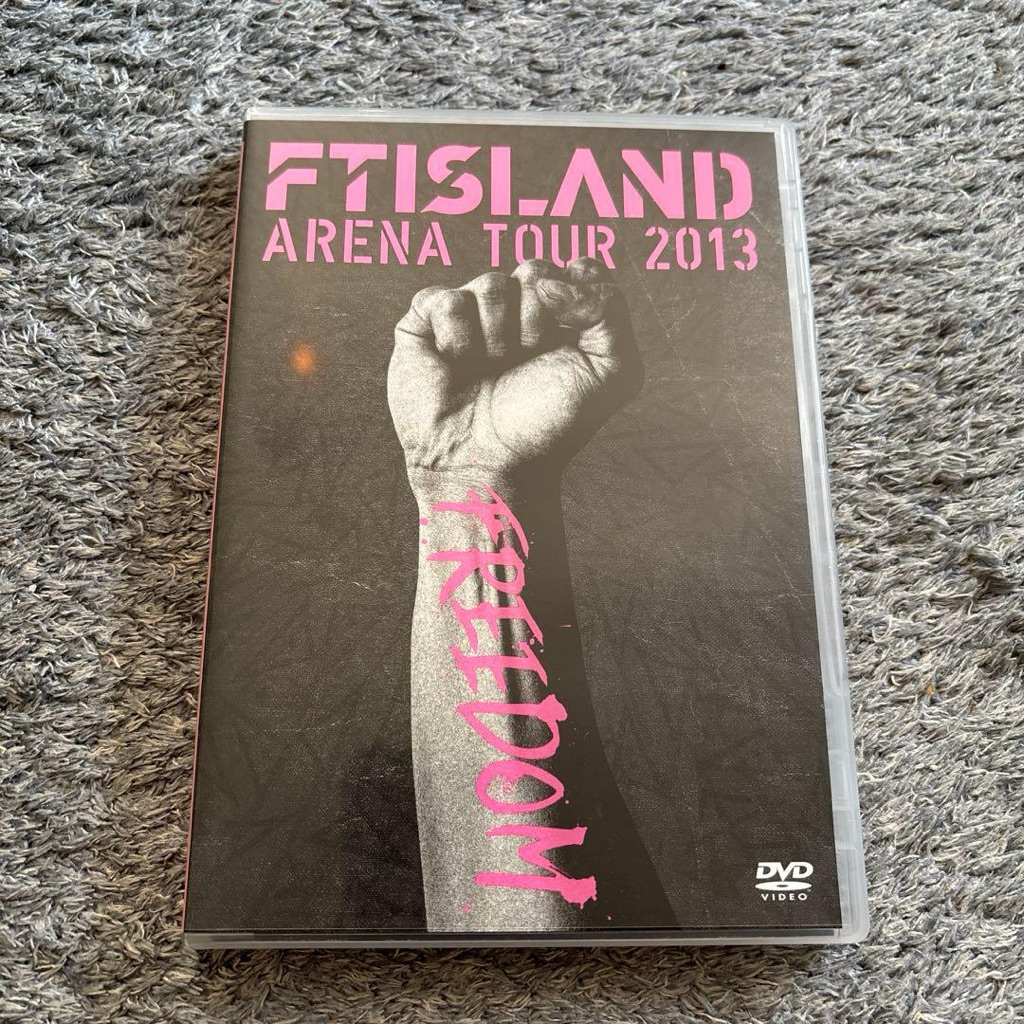 FTISLAND
ARENA TOUR 2013
FREEDOM
DVD
VIDEO